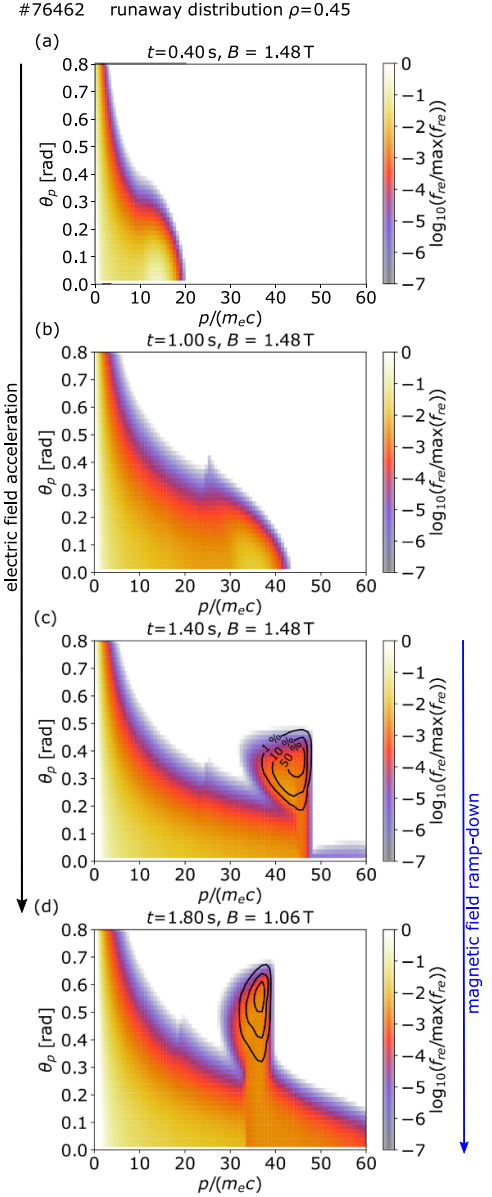 #76462 runaway distribution ρ=0.45
(a)
t=0.40 s, B = 1.48 T
0.8
0.7
0.6
0.5
0.4
0.3
0.2
0.1
0.0
θp [rad]
0 10 20 30 40 50 60
p/(mec)
0
−1
−2
−3
−4
−5
−6
−7
log10(fre/max(fre))
(b)
t=1.00 s, B = 1.48 T
0.8
0.7
0.6
0.5
0.4
0.3
0.2
0.1
0.0
θp [rad]
0 10 20 30 40 50 60
p/(mec)
0
−1
−2
−3
−4
−5
−6
−7
log10(fre/max(fre))
electric field acceleration
(c)
t=1.40 s, B = 1.48 T
0.8
0.7
0.6
0.5
0.4
0.3
0.2
0.1
0.0
θp [rad]
1 %
10 %
50 %
0 10 20 30 40 50 60
p/(mec)
0
−1
−2
−3
−4
−5
−6
−7
log10(fre/max(fre))
(d)
t=1.80 s, B = 1.06 T
0.8
0.7
0.6
0.5
0.4
0.3
0.2
0.1
0.0
θp [rad]
0 10 20 30 40 50 60
p/(mec)
0
−1
−2
−3
−4
−5
−6
−7
log10(fre/max(fre))
magnetic field ramp-down